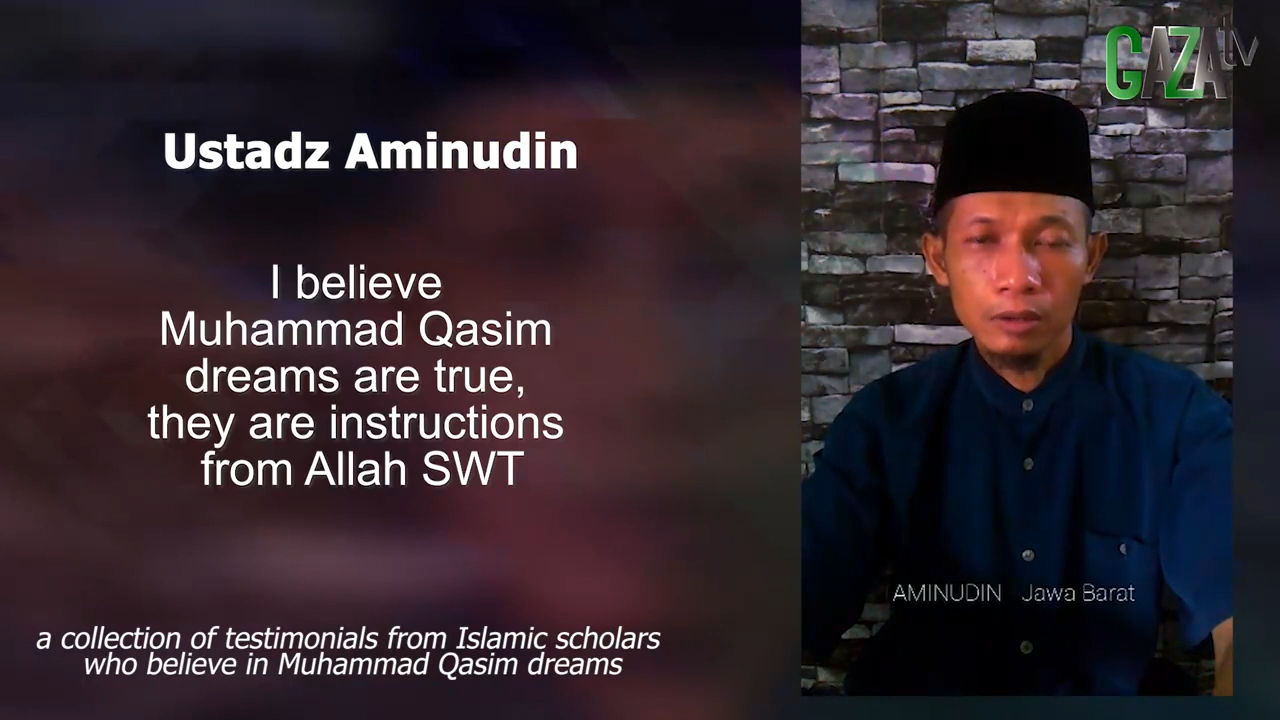 GAZA tv
Ustadz Aminudin
I believe
Muhammad Qasim
dreams are true,
they are instructions
from Allah SWT
AMINUDIN Jawa Barat
a collection of testimonials from Islamic scholars
who believe in Muhammad Qasim dreams